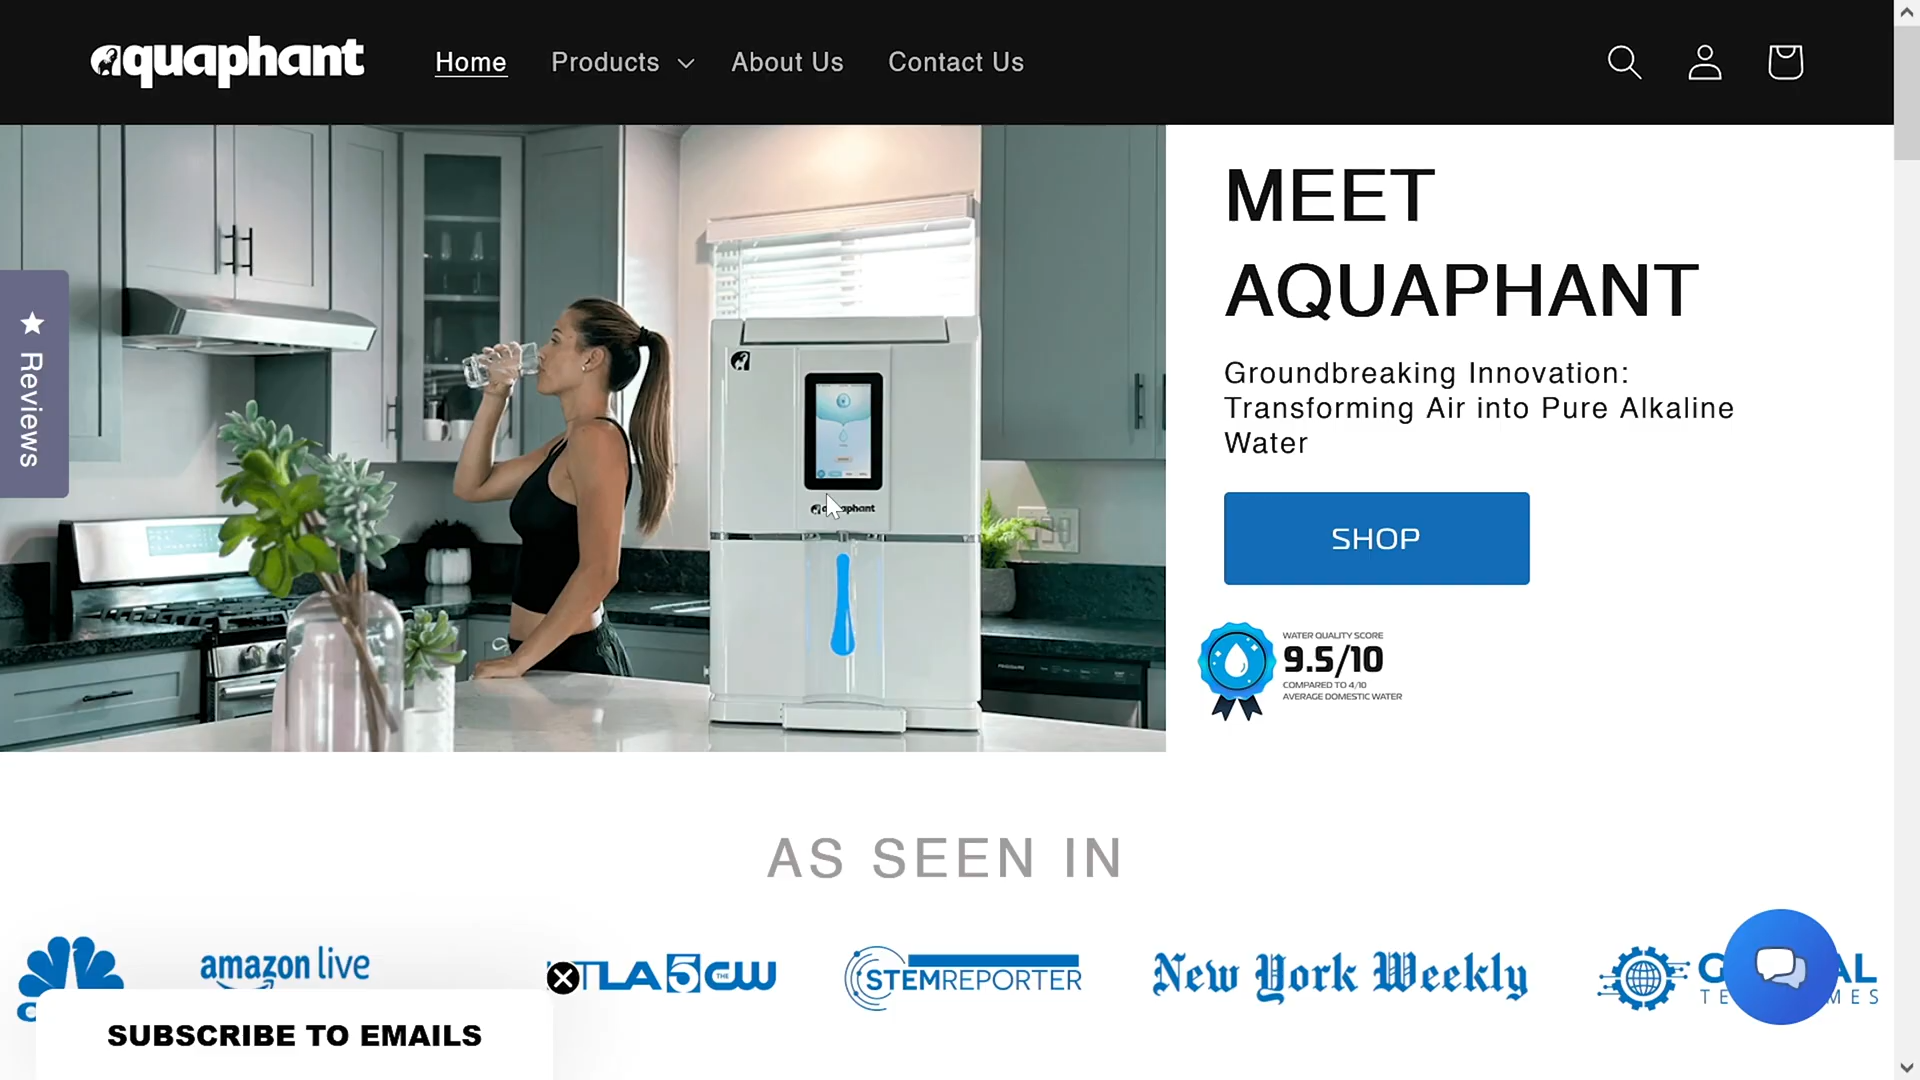 aquaphant
Home
Products
About Us
Contact Us
MEET
AQUAPHANT
Groundbreaking Innovation:
Transforming Air into Pure Alkaline
Water
SHOP
WATER QUALITY SCORE
9.5/10
COMPARED TO 4/10
AVERAGE DOMESTIC WATER
Reviews
AS SEEN IN
amazon live
TLA 5 THE CW
STEMREPORTER
New York Weekly
SUBSCRIBE TO EMAILS